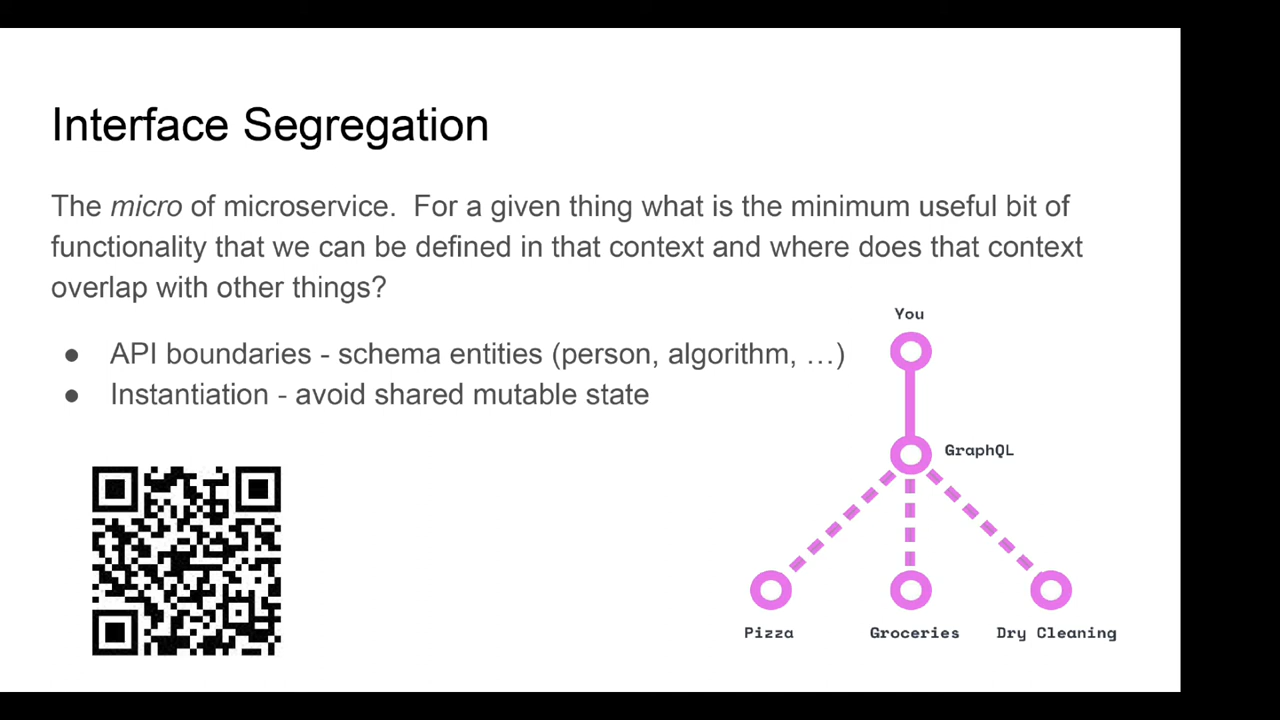 Interface Segregation
The micro of microservice.  For a given thing what is the minimum useful bit of
functionality that we can be defined in that context and where does that context
overlap with other things?
● API boundaries - schema entities (person, algorithm, …)
● Instantiation - avoid shared mutable state
You
GraphQL
Pizza
Groceries
Dry Cleaning